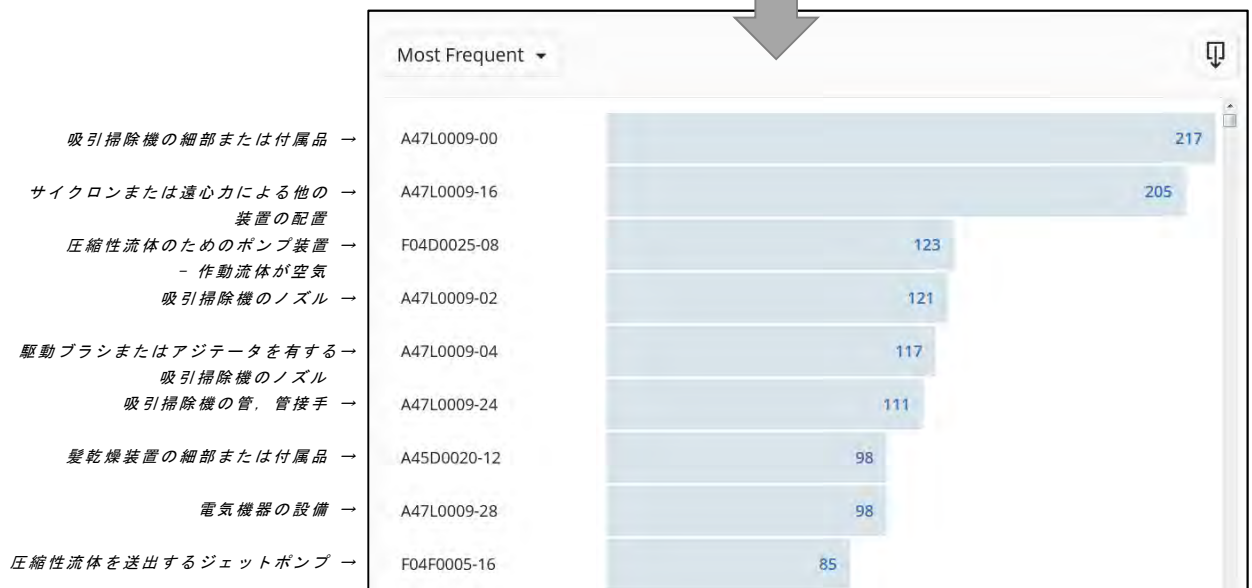 Most Frequent
吸引掃除機の細部または付属品 → A47L0009-00 217
サイクロンまたは遠心力による他の → A47L0009-16 205
装置の配置
圧縮性流体のためのポンプ装置 → F04D0025-08 123
- 作動流体が空気
吸引掃除機のノズル → A47L0009-02 121
駆動ブラシまたはアジテータを有する→ A47L0009-04 117
吸引掃除機のノズル
吸引掃除機の管, 管接手 → A47L0009-24 111
髪乾燥装置の細部または付属品 → A45D0020-12 98
電気機器の設備 → A47L0009-28 98
圧縮性流体を送出するジェットポンプ → F04F0005-16 85